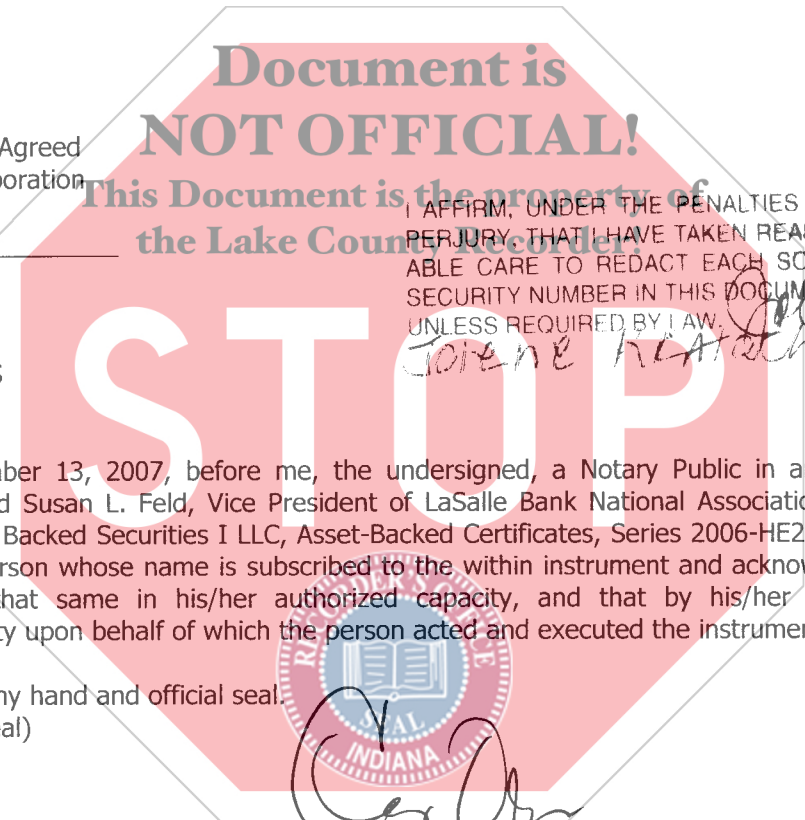 Document is
NOT OFFICIAL!
Agreed
poration
This Document is the property of
the Lake County Recorder!
I AFFIRM, UNDER THE PENALTIES
PERJURY, THAT I HAVE TAKEN REA
ABLE CARE TO REDACT EACH SO
SECURITY NUMBER IN THIS DOCUM
UNLESS REQUIRED BY LAW.
STOP
S
ber 13, 2007, before me, the undersigned, a Notary Public in a
d Susan L. Feld, Vice President of LaSalle Bank National Associatio
Backed Securities I LLC, Asset-Backed Certificates, Series 2006-HE2
rson whose name is subscribed to the within instrument and acknow
that same in his/her authorized capacity, and that by his/her
ty upon behalf of which the person acted and executed the instrumen
my hand and official seal.
al)
RECORDER'S OFFICE
SEAL
INDIANA